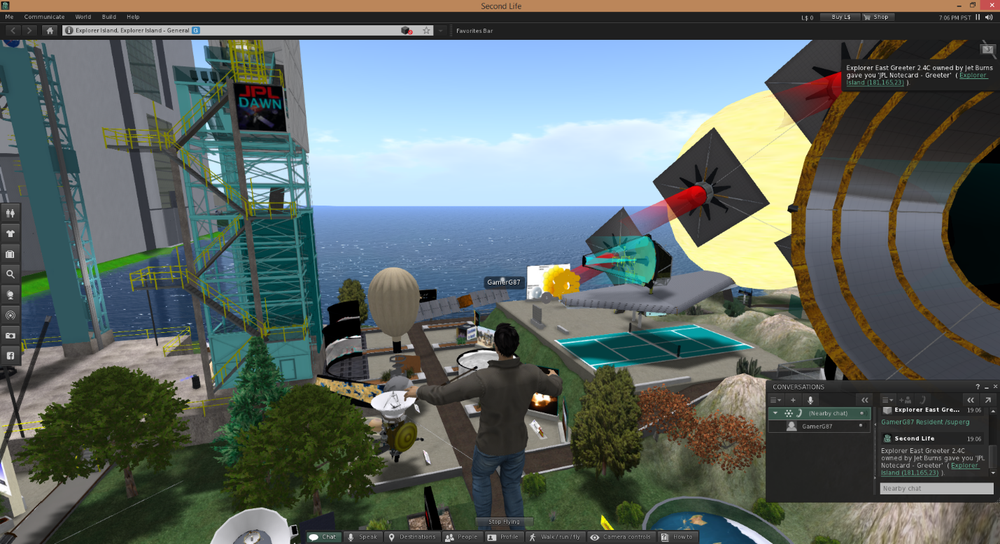 Second Life
Me Communicate World Build Help
L$ 0 Buy L$ Shop 7:06 PM PST
Explorer Island, Explorer Island - General G
Favorites Bar
3
Explorer East Greeter 2.4C owned by Jet Burns
gave you 'JPL Notecard - Greeter' ( Explorer
Island (181,165,23) ).
JPL
DAWN
GamerG87
CONVERSATIONS
(Nearby chat)
GamerG87
Explorer East Gree... 19:06
GamerG87 Resident /superg
Second Life 19:06
Explorer East Greeter 2.4C
owned by Jet Burns gave you 'JPL
Notecard - Greeter' ( Explorer
Island (181,165,23) ).
Nearby chat
Stop Flying
Chat Speak Destinations People Profile Walk / run / fly Camera controls How to